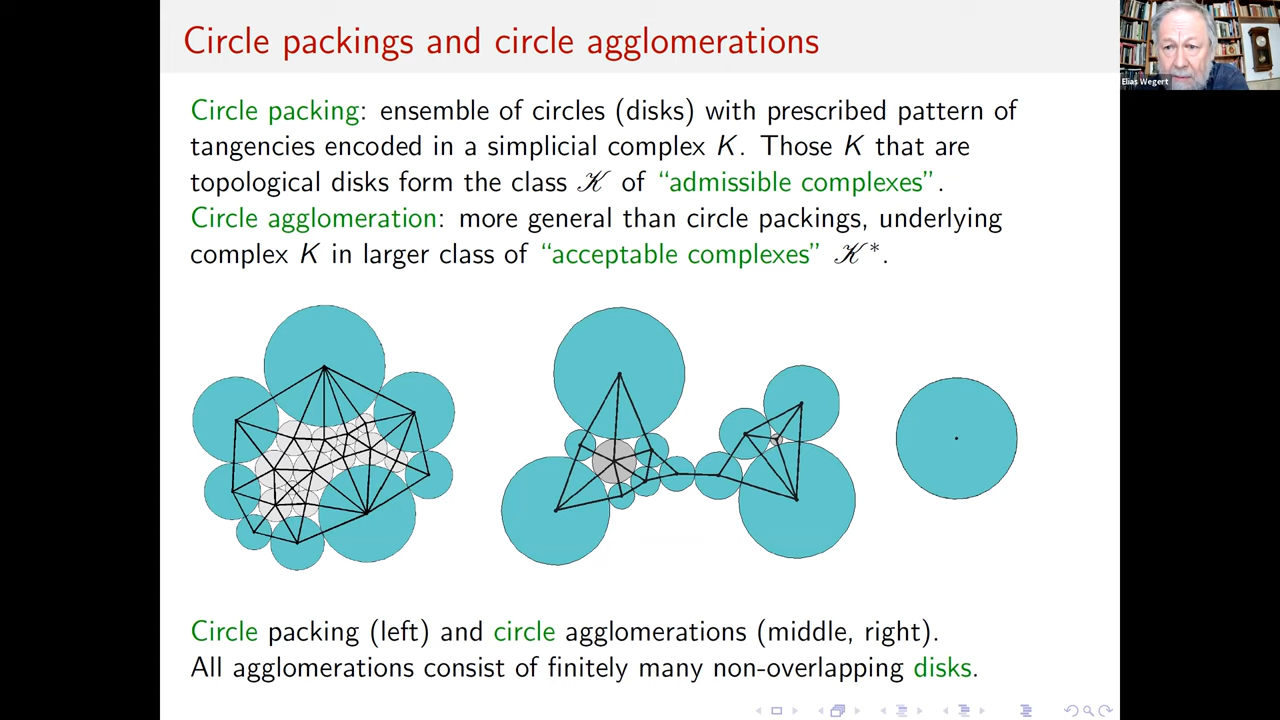 Circle packings and circle agglomerations
Elias Wegert
Circle packing: ensemble of circles (disks) with prescribed pattern of
tangencies encoded in a simplicial complex K. Those K that are
topological disks form the class 𝒦 of “admissible complexes”.
Circle agglomeration: more general than circle packings, underlying
complex K in larger class of “acceptable complexes” 𝒦*.
Circle packing (left) and circle agglomerations (middle, right).
All agglomerations consist of finitely many non-overlapping disks.